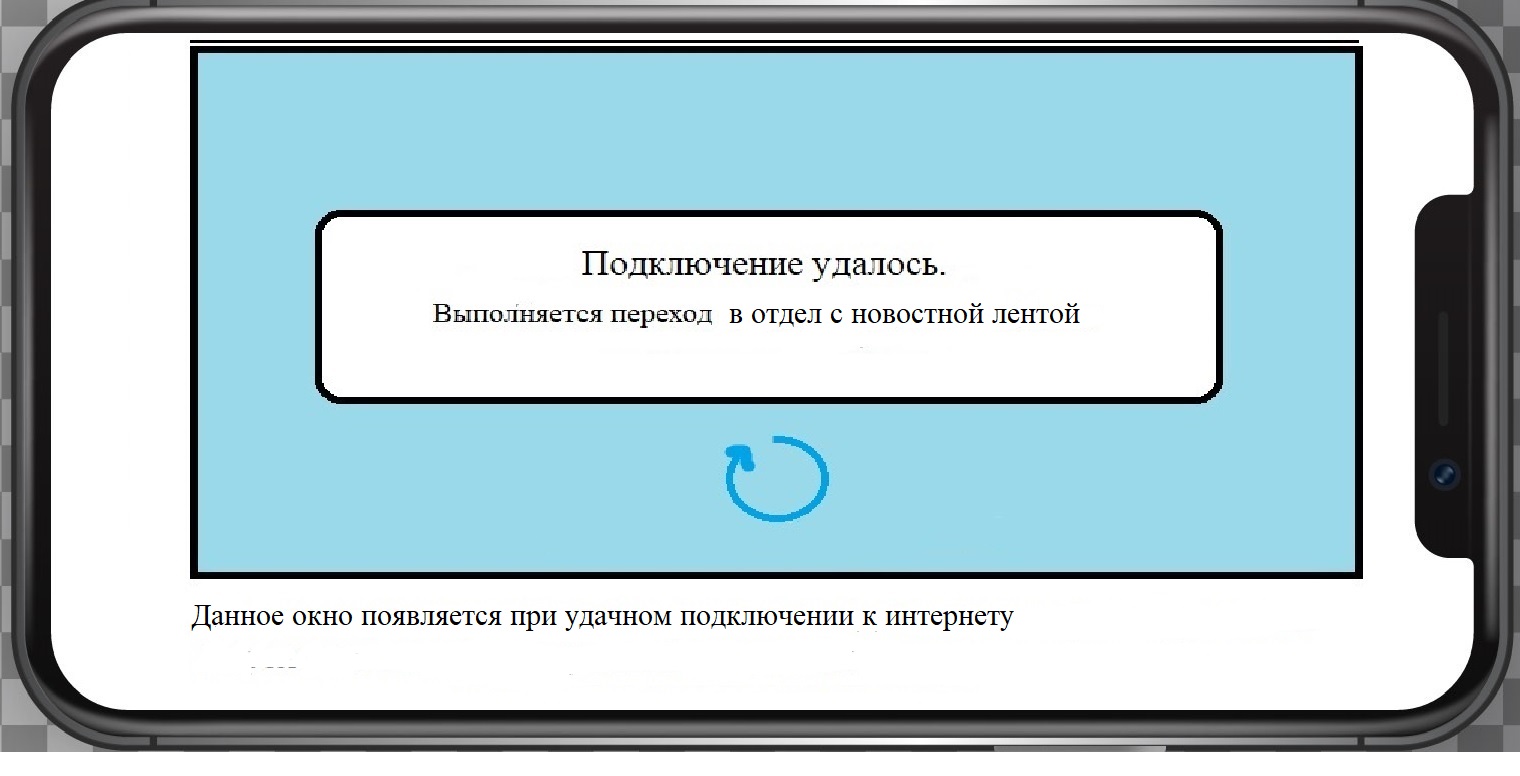 Подключение удалось.
Выполняется переход в отдел с новостной лентой
Данное окно появляется при удачном подключении к интернету